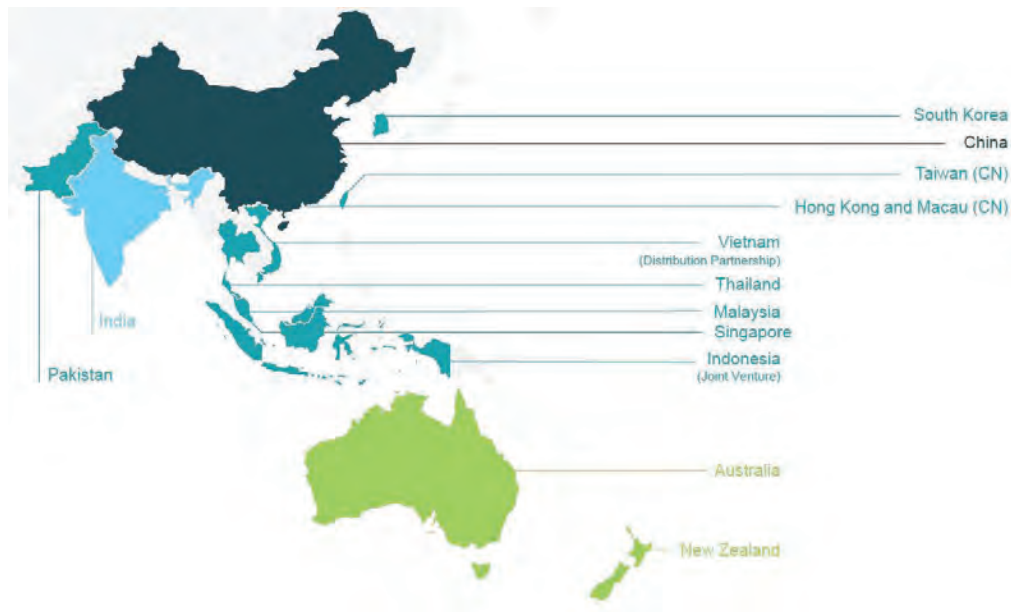 South Korea
China
Taiwan (CN)
Hong Kong and Macau (CN)
Vietnam
(Distribution Partnership)
Thailand
Malaysia
India
Singapore
Indonesia
(Joint Venture)
Pakistan
Australia
New Zealand